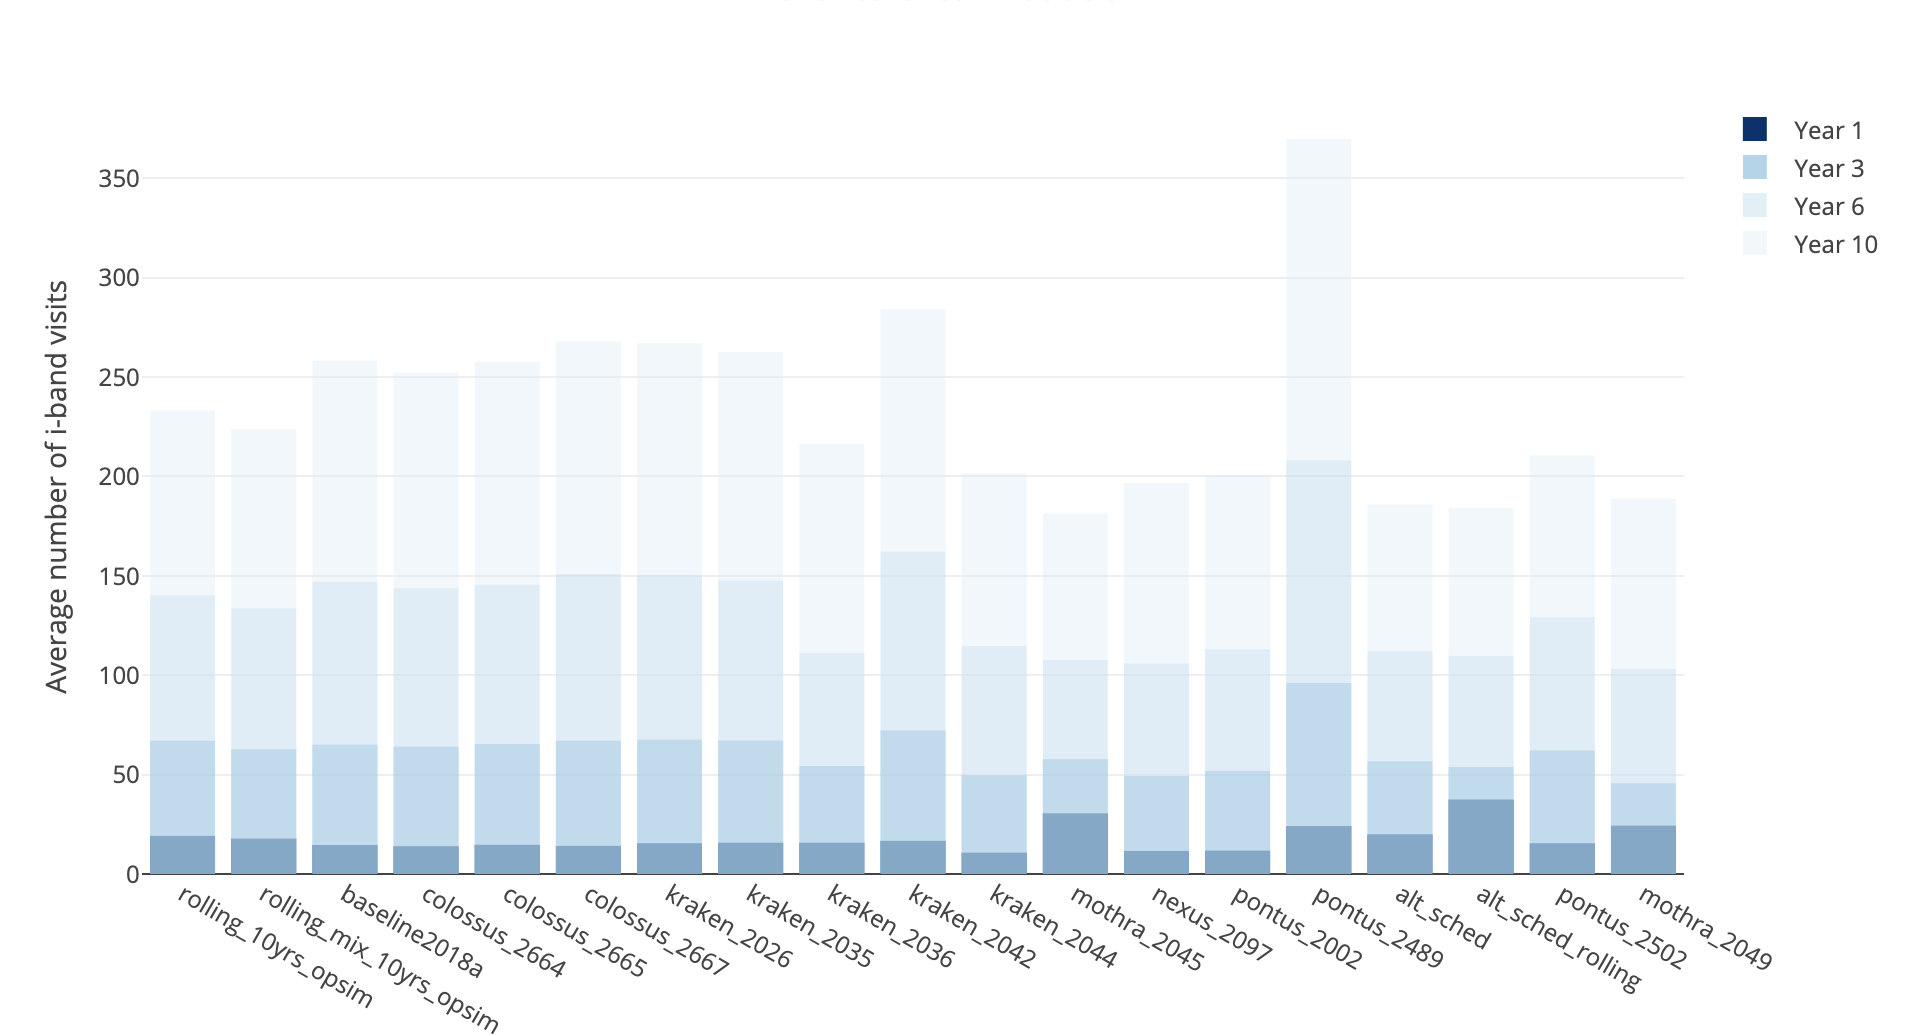 Year 1
Year 3
Year 6
Year 10
Average number of i-band visits
350
300
250
200
150
100
50
0
rolling_10yrs_opsim
rolling_mix_10yrs_opsim
baseline2018a
colossus_2664
colossus_2665
colossus_2667
kraken_2026
kraken_2035
kraken_2036
kraken_2042
kraken_2044
mothra_2045
nexus_2097
pontus_2002
pontus_2489
alt_sched
alt_sched_rolling
pontus_2502
mothra_2049